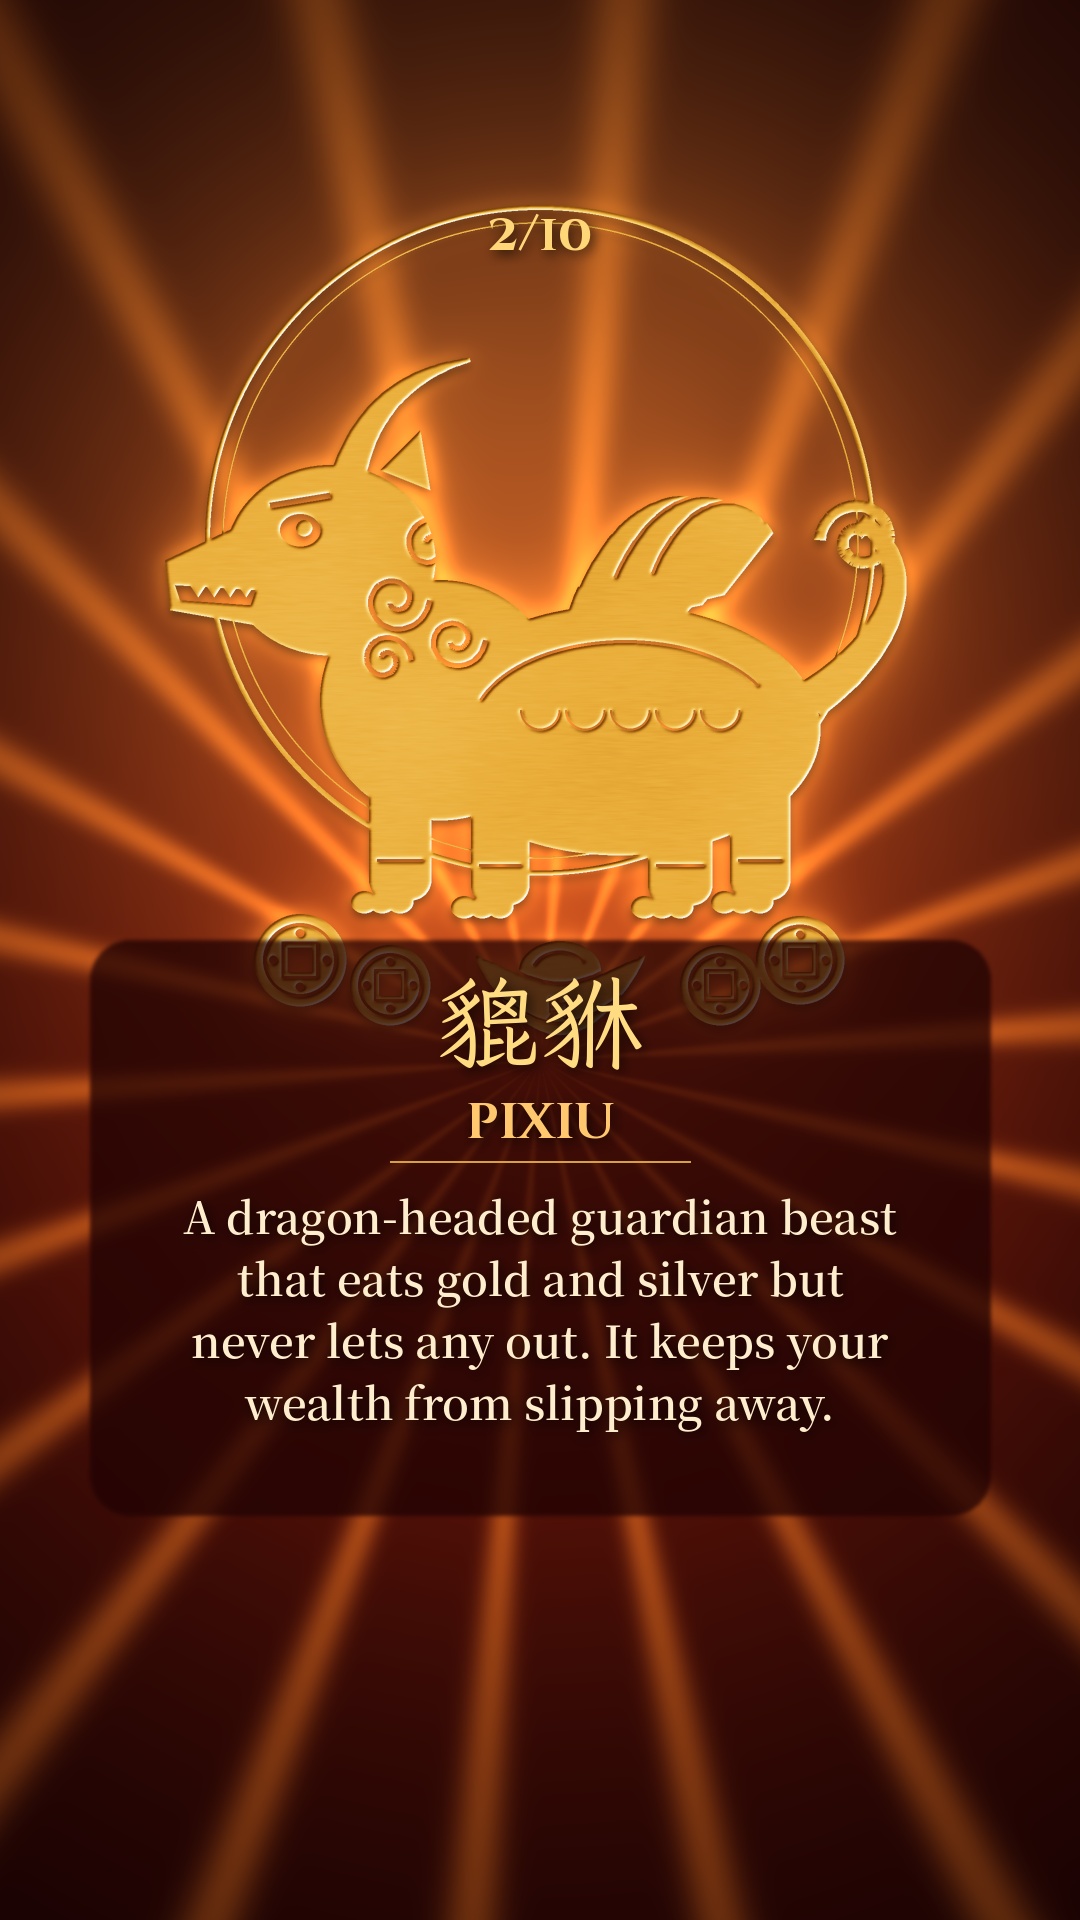 2/10
貔貅
PIXIU
A dragon-headed guardian beast
that eats gold and silver but
never lets any out. It keeps your
wealth from slipping away.